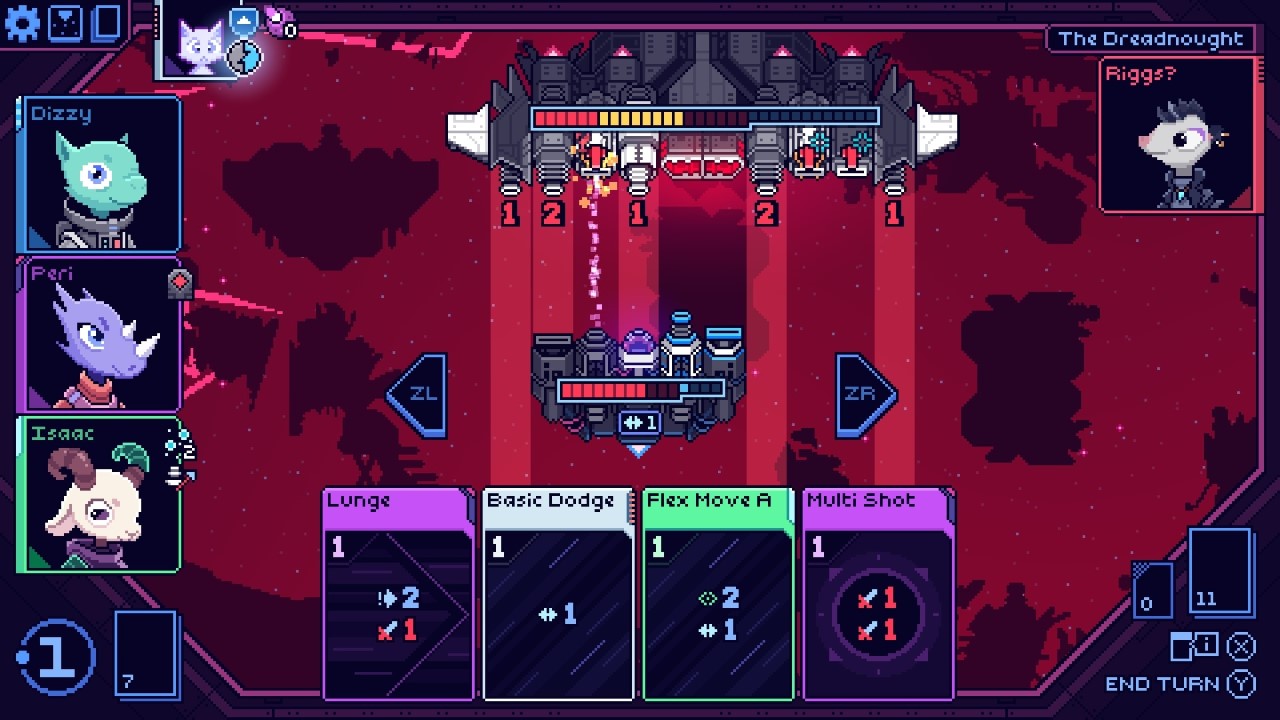 0
The Dreadnought
Dizzy
Riggs?
1 2 1 2 1
Peri
2
ZL
ZR
1
Isaac
Lunge
1
2
1
Basic Dodge
1
1
Flex Move A
1
2
1
Multi Shot
1
1
1
1
7
0
11
i X
END TURN Y